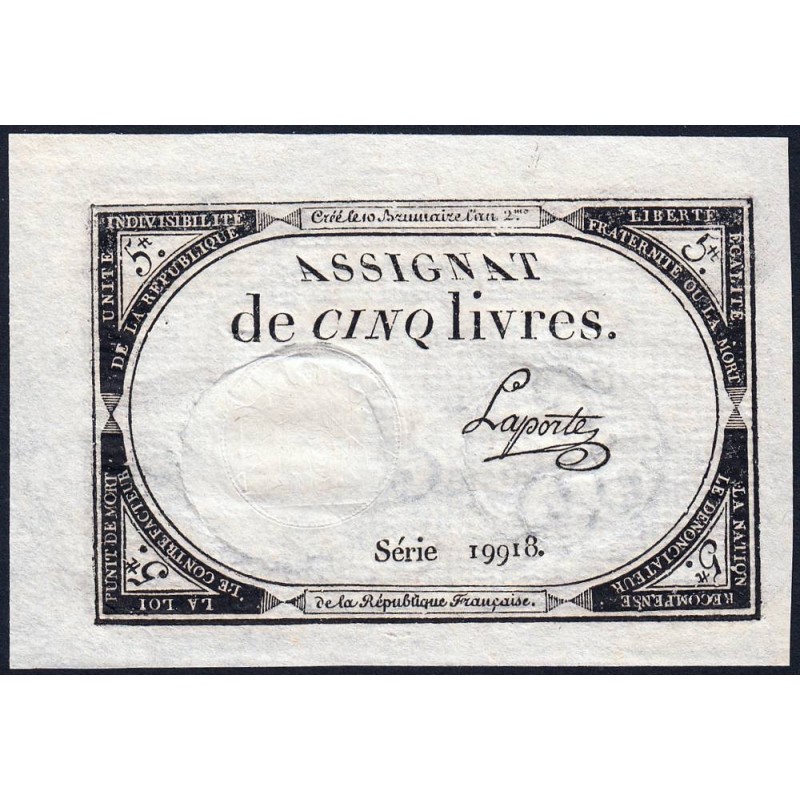 UNITÉ INDIVISIBILITÉ
DE LA RÉPUBLIQUE
5#.
Créé le 10 Brumaire l'an 2.me
LIBERTÉ ÉGALITÉ
FRATERNITÉ OU LA MORT
5#.
ASSIGNAT
de CINQ livres.
Laporte
Série 19918.
LA LOI PUNIT DE MORT
LE CONTREFACTEUR
5#.
de la République Française.
LA NATION RÉCOMPENSE
LE DÉNONCIATEUR
5#.